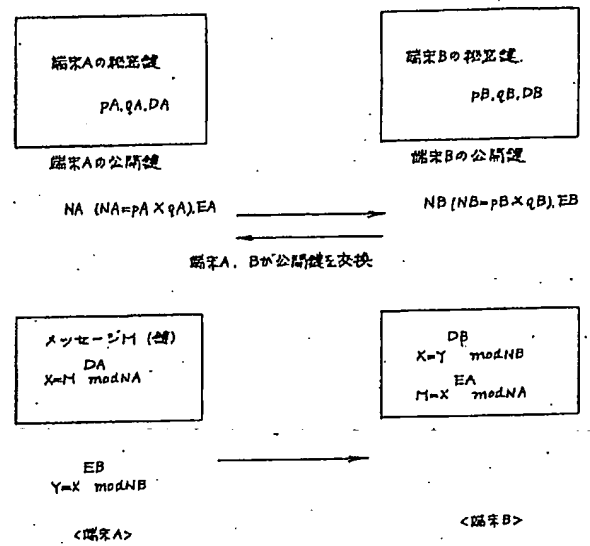 端末Aの秘密鍵
pA,qA,DA
端末Bの秘密鍵
pB,qB,DB
端末Aの公開鍵
端末Bの公開鍵
NA (NA=pA×qA),EA
NB (NB=pB×qB),EB
端末A, Bが公開鍵を交換
メッセージM (鍵)
DA
X=M modNA
DB
X=Y modNB
EA
M=X modNA
EB
Y=X modNB
<端末A>
<端末B>